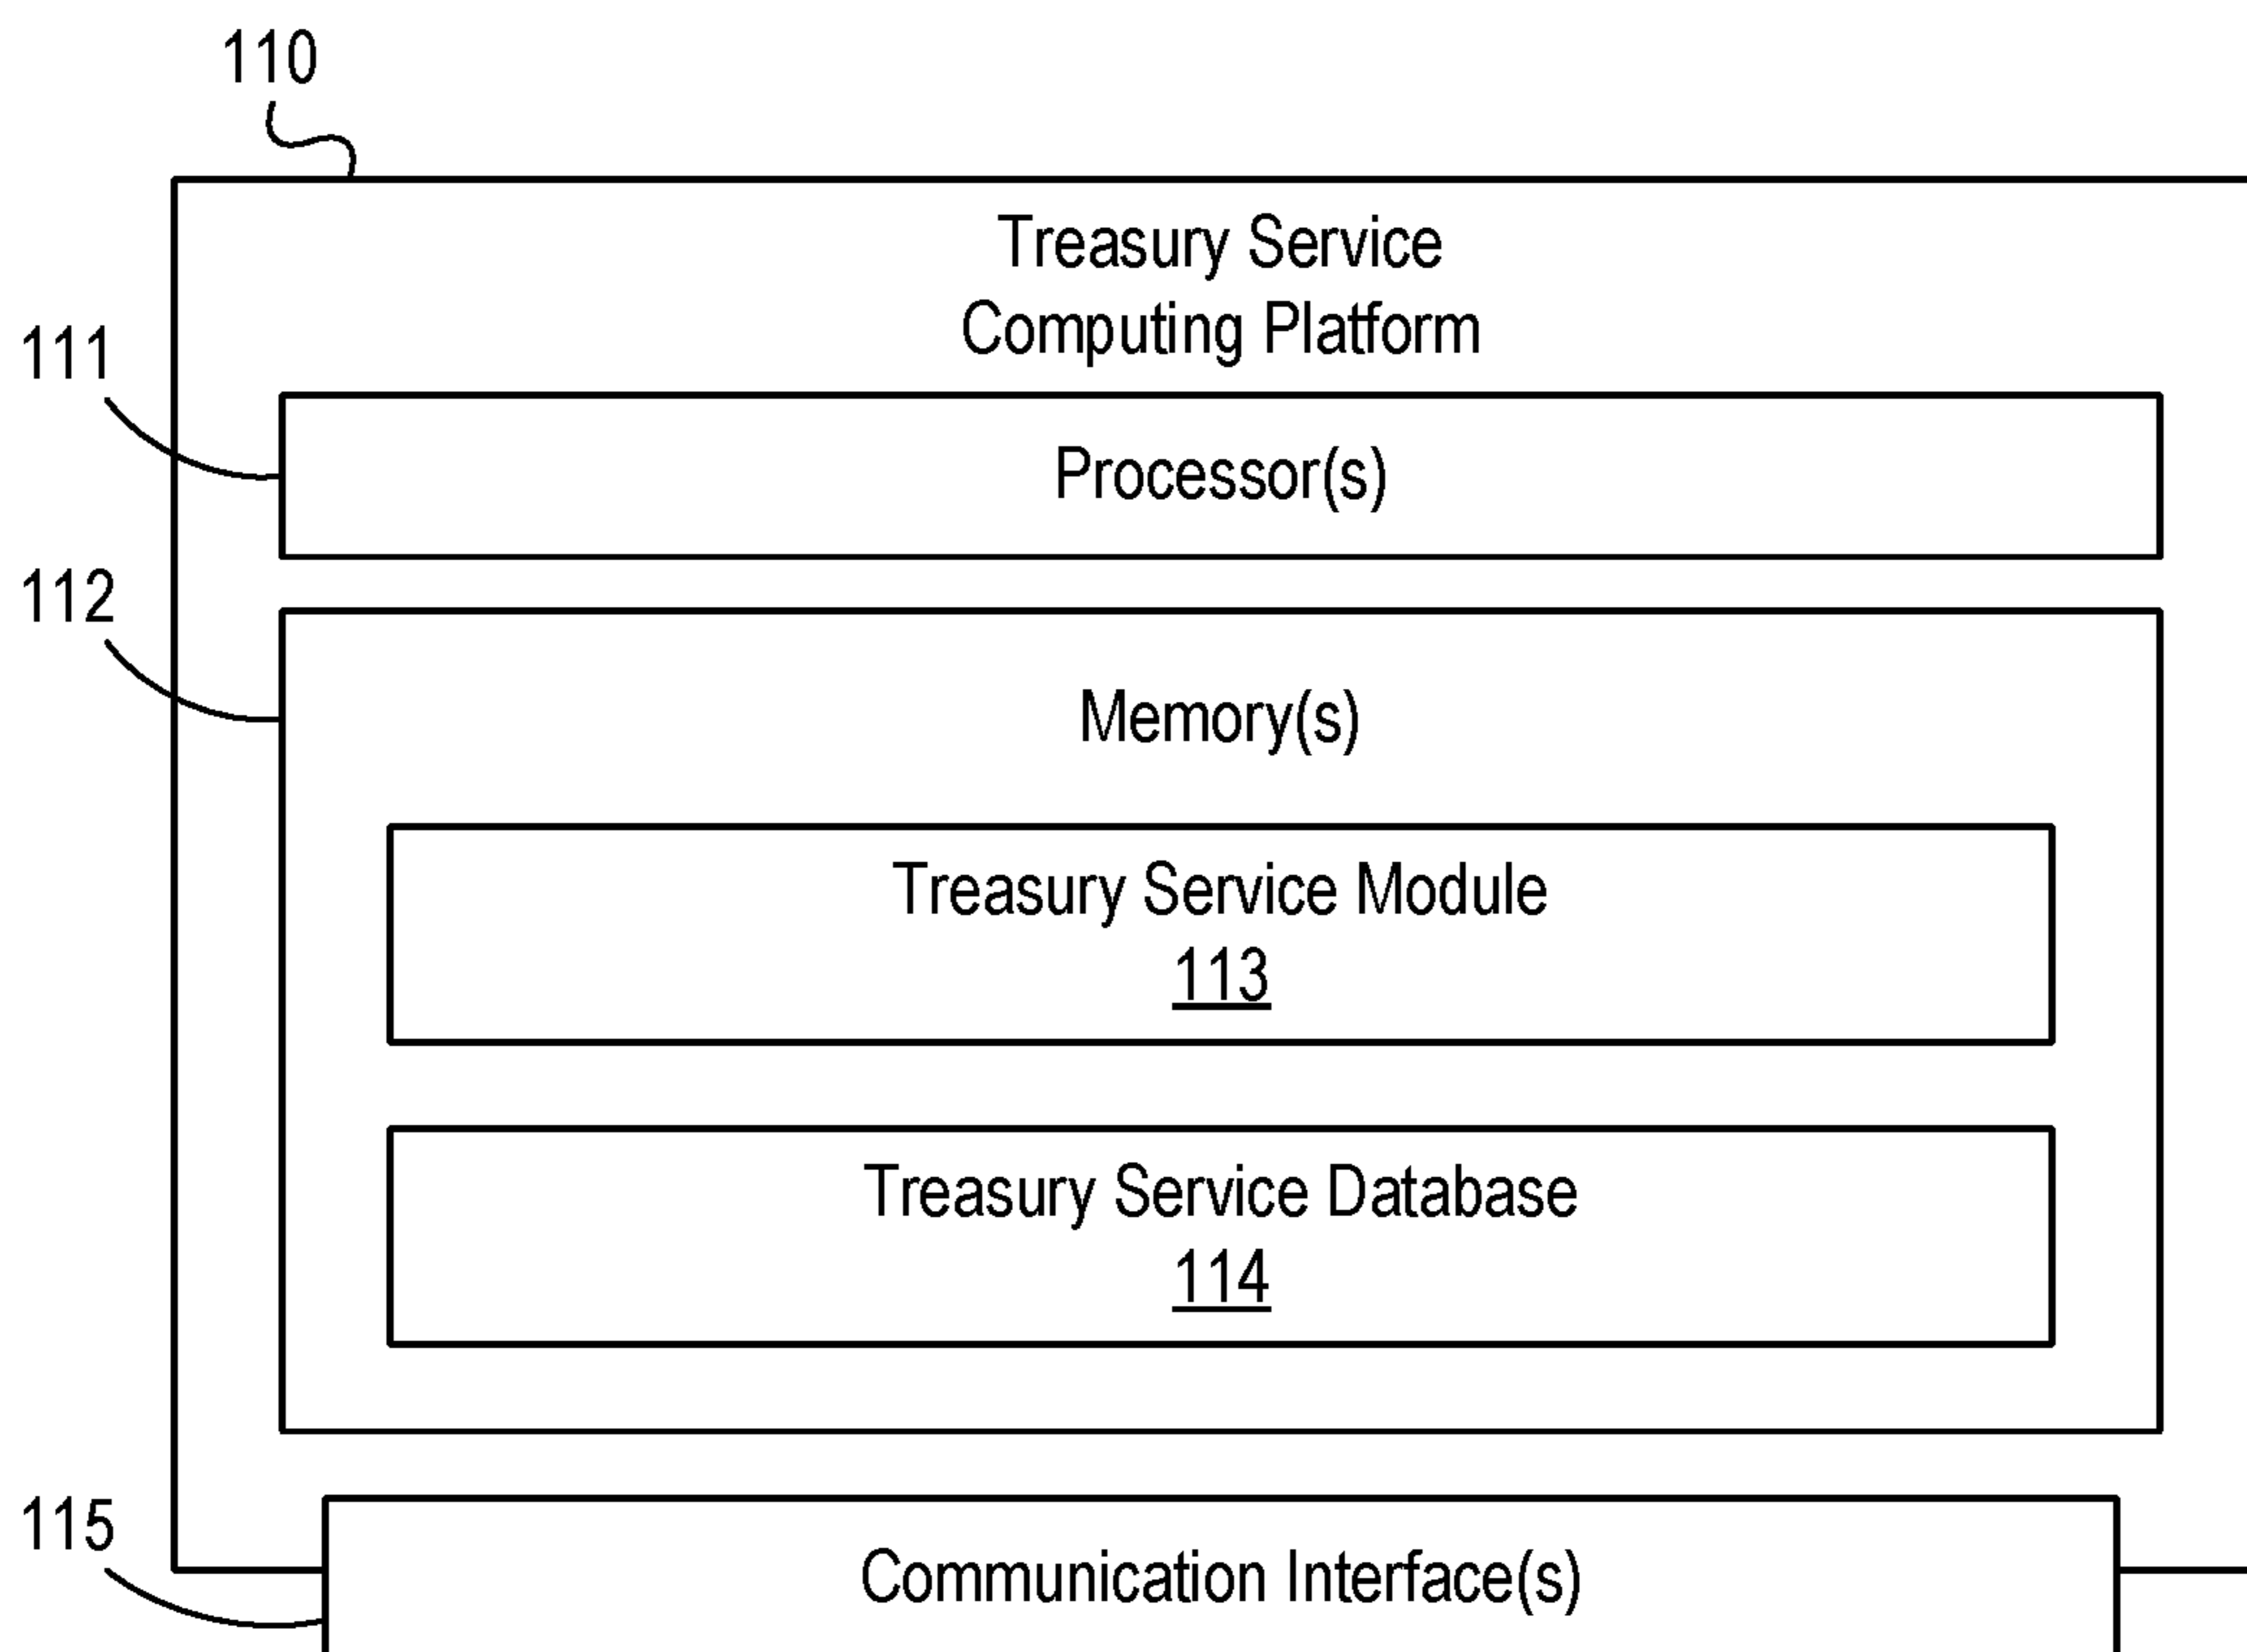 110
Treasury Service
Computing Platform
111
Processor(s)
112
Memory(s)
Treasury Service Module
113
Treasury Service Database
114
115
Communication Interface(s)